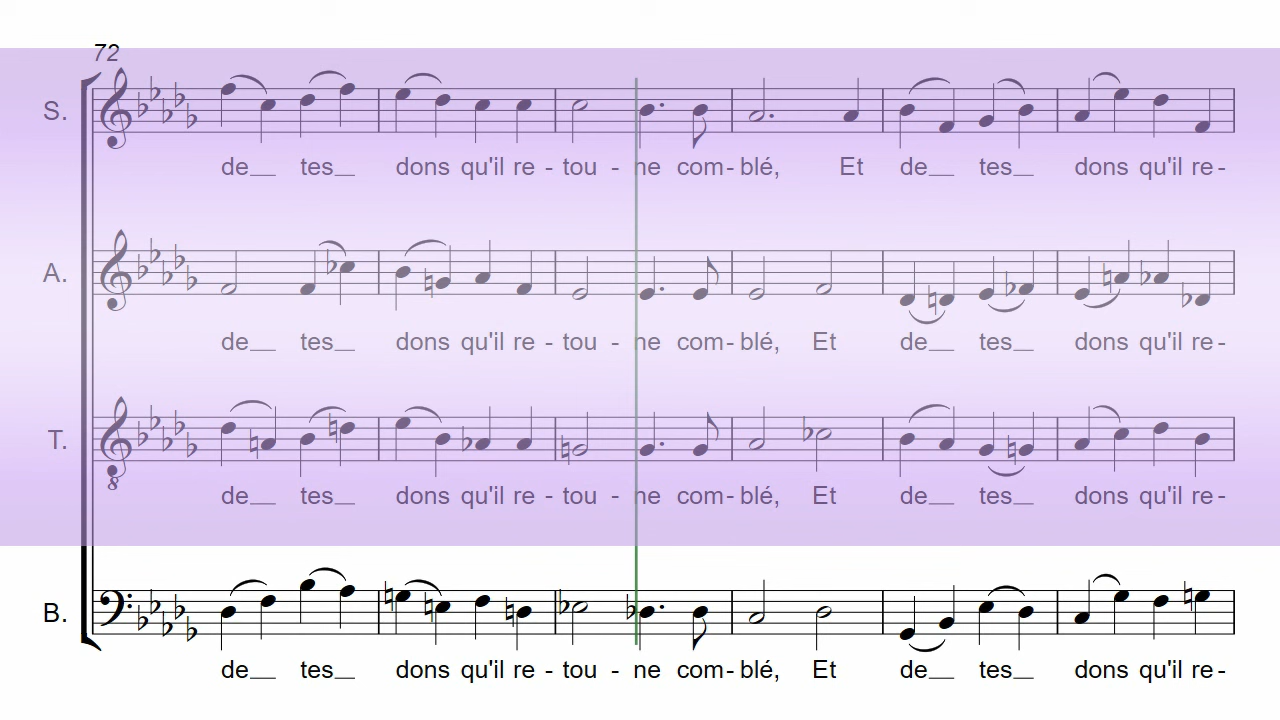 72
S.
de__ tes__ dons qu'il re - tou - ne com- blé, Et de__ tes__ dons qu'il re -
A.
de__ tes__ dons qu'il re - tou - ne com- blé, Et de__ tes__ dons qu'il re -
T.
8
de__ tes__ dons qu'il re - tou - ne com- blé, Et de__ tes__ dons qu'il re -
B.
de__ tes__ dons qu'il re - tou - ne com- blé, Et de__ tes__ dons qu'il re -